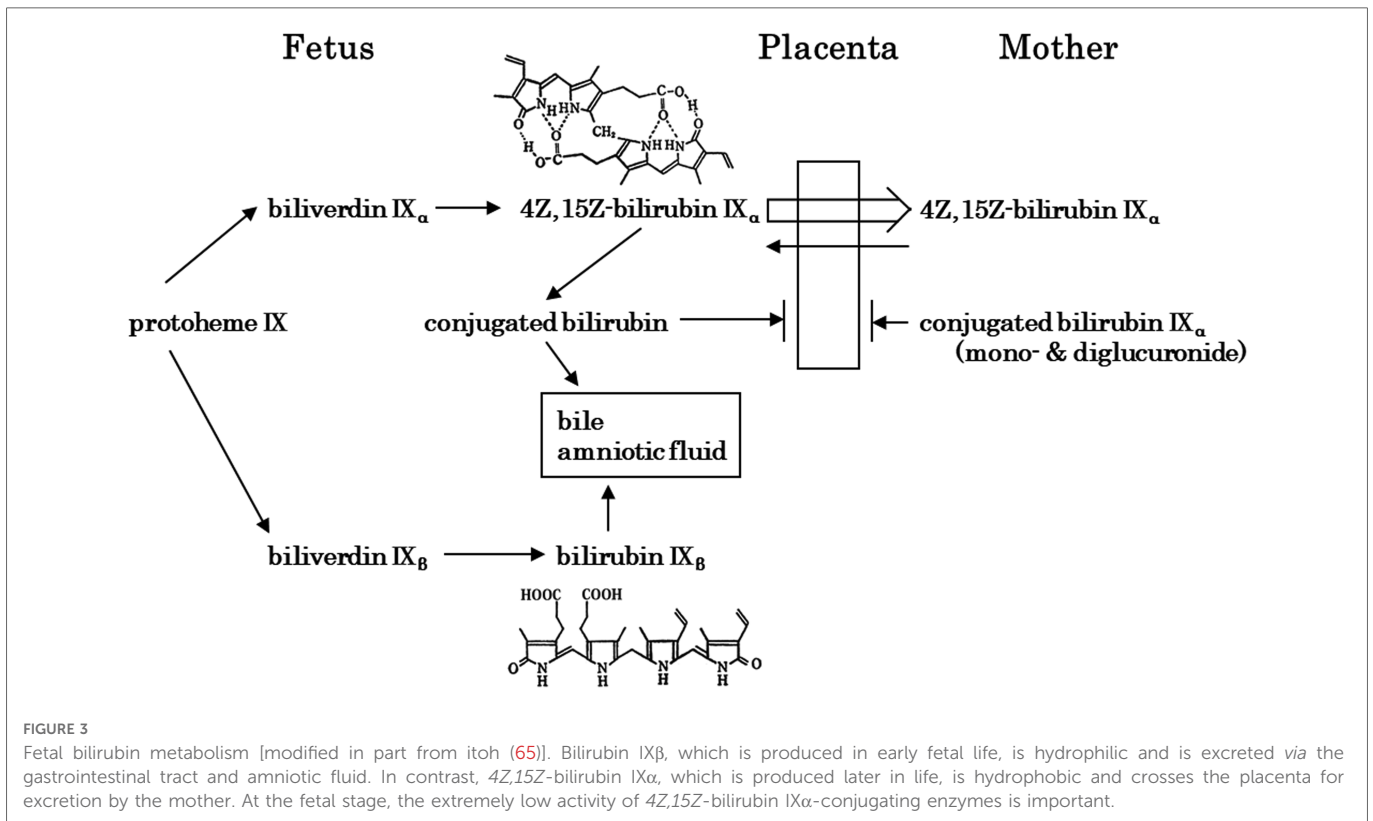 Fetus
Placenta
Mother
C–O
H
O
N
H
HN
O
O
O
H
O–C
CH₂
NH
HN
biliverdin IXα
4Z,15Z-bilirubin IXα
4Z,15Z-bilirubin IXα
protoheme IX
conjugated bilirubin
conjugated bilirubin IXα
(mono- & diglucuronide)
bile
amniotic fluid
biliverdin IXβ
bilirubin IXβ
HOOC COOH
O N N N N O
H H H H
FIGURE 3
Fetal bilirubin metabolism [modified in part from itoh (65)]. Bilirubin IXβ, which is produced in early fetal life, is hydrophilic and is excreted via the
gastrointestinal tract and amniotic fluid. In contrast, 4Z,15Z-bilirubin IXα, which is produced later in life, is hydrophobic and crosses the placenta for
excretion by the mother. At the fetal stage, the extremely low activity of 4Z,15Z-bilirubin IXα-conjugating enzymes is important.